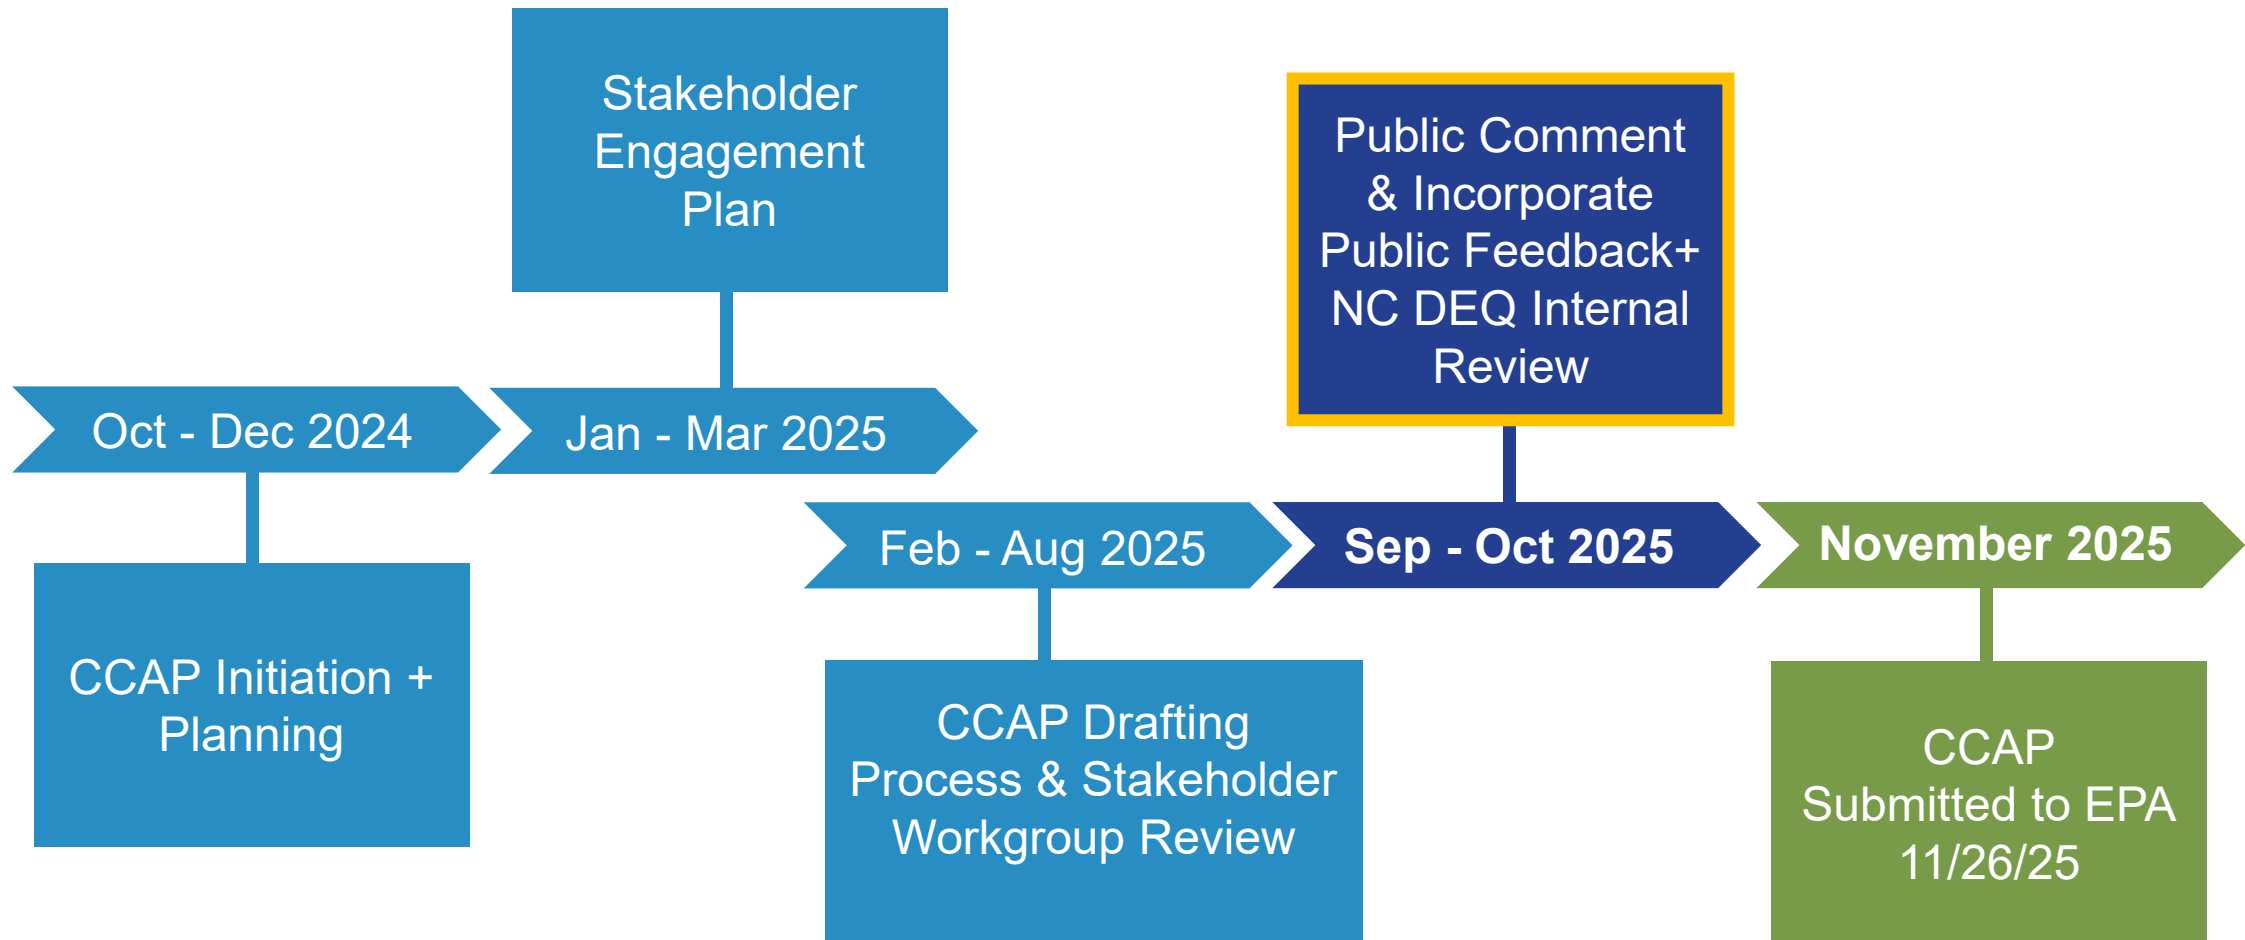 Oct - Dec 2024
CCAP Initiation +
Planning
Stakeholder
Engagement
Plan
Jan - Mar 2025
Feb - Aug 2025
CCAP Drafting
Process & Stakeholder
Workgroup Review
Public Comment
& Incorporate
Public Feedback+
NC DEQ Internal
Review
Sep - Oct 2025
November 2025
CCAP
Submitted to EPA
11/26/25